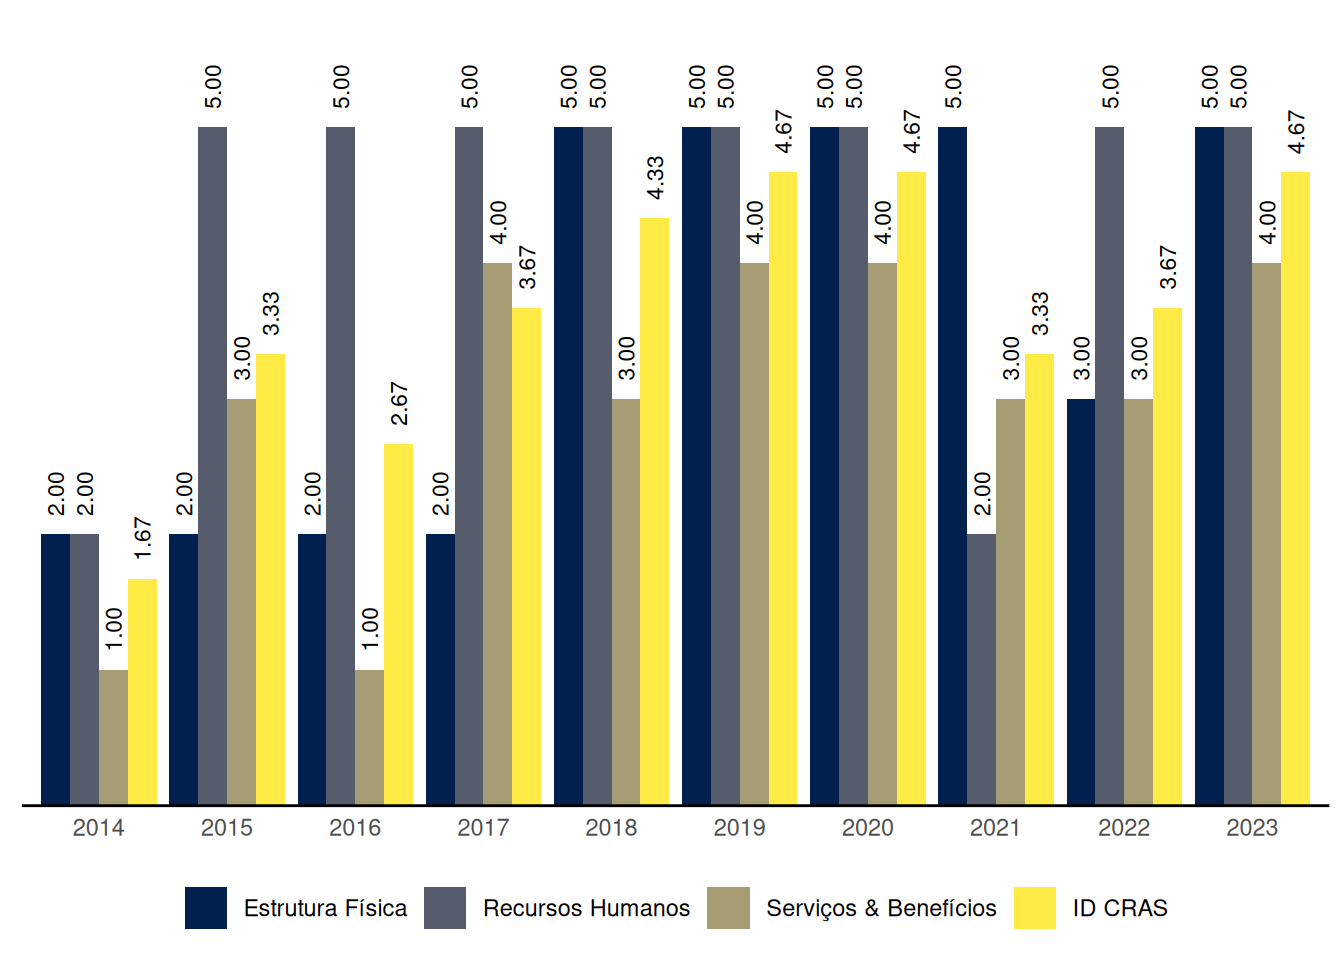 2.00 2.00 1.00 1.67
2.00 5.00 3.00 3.33
2.00 5.00 1.00 2.67
2.00 5.00 4.00 3.67
5.00 5.00 3.00 4.33
5.00 5.00 4.00 4.67
5.00 5.00 4.00 4.67
5.00 2.00 3.00 3.33
3.00 5.00 3.00 3.67
5.00 5.00 4.00 4.67
2014 2015 2016 2017 2018 2019 2020 2021 2022 2023
Estrutura Física Recursos Humanos Serviços & Benefícios ID CRAS